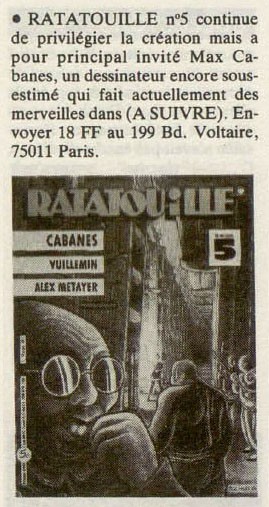 • RATATOUILLE n°5 continue
de privilégier la création mais a
pour principal invité Max Ca-
banes, un dessinateur encore sous-
estimé qui fait actuellement des
merveilles dans (A SUIVRE). En-
voyer 18 FF au 199 Bd. Voltaire,
75011 Paris.
RATATOUiLLE
CABANES
VUILLEMIN
ALEX METAYER
5